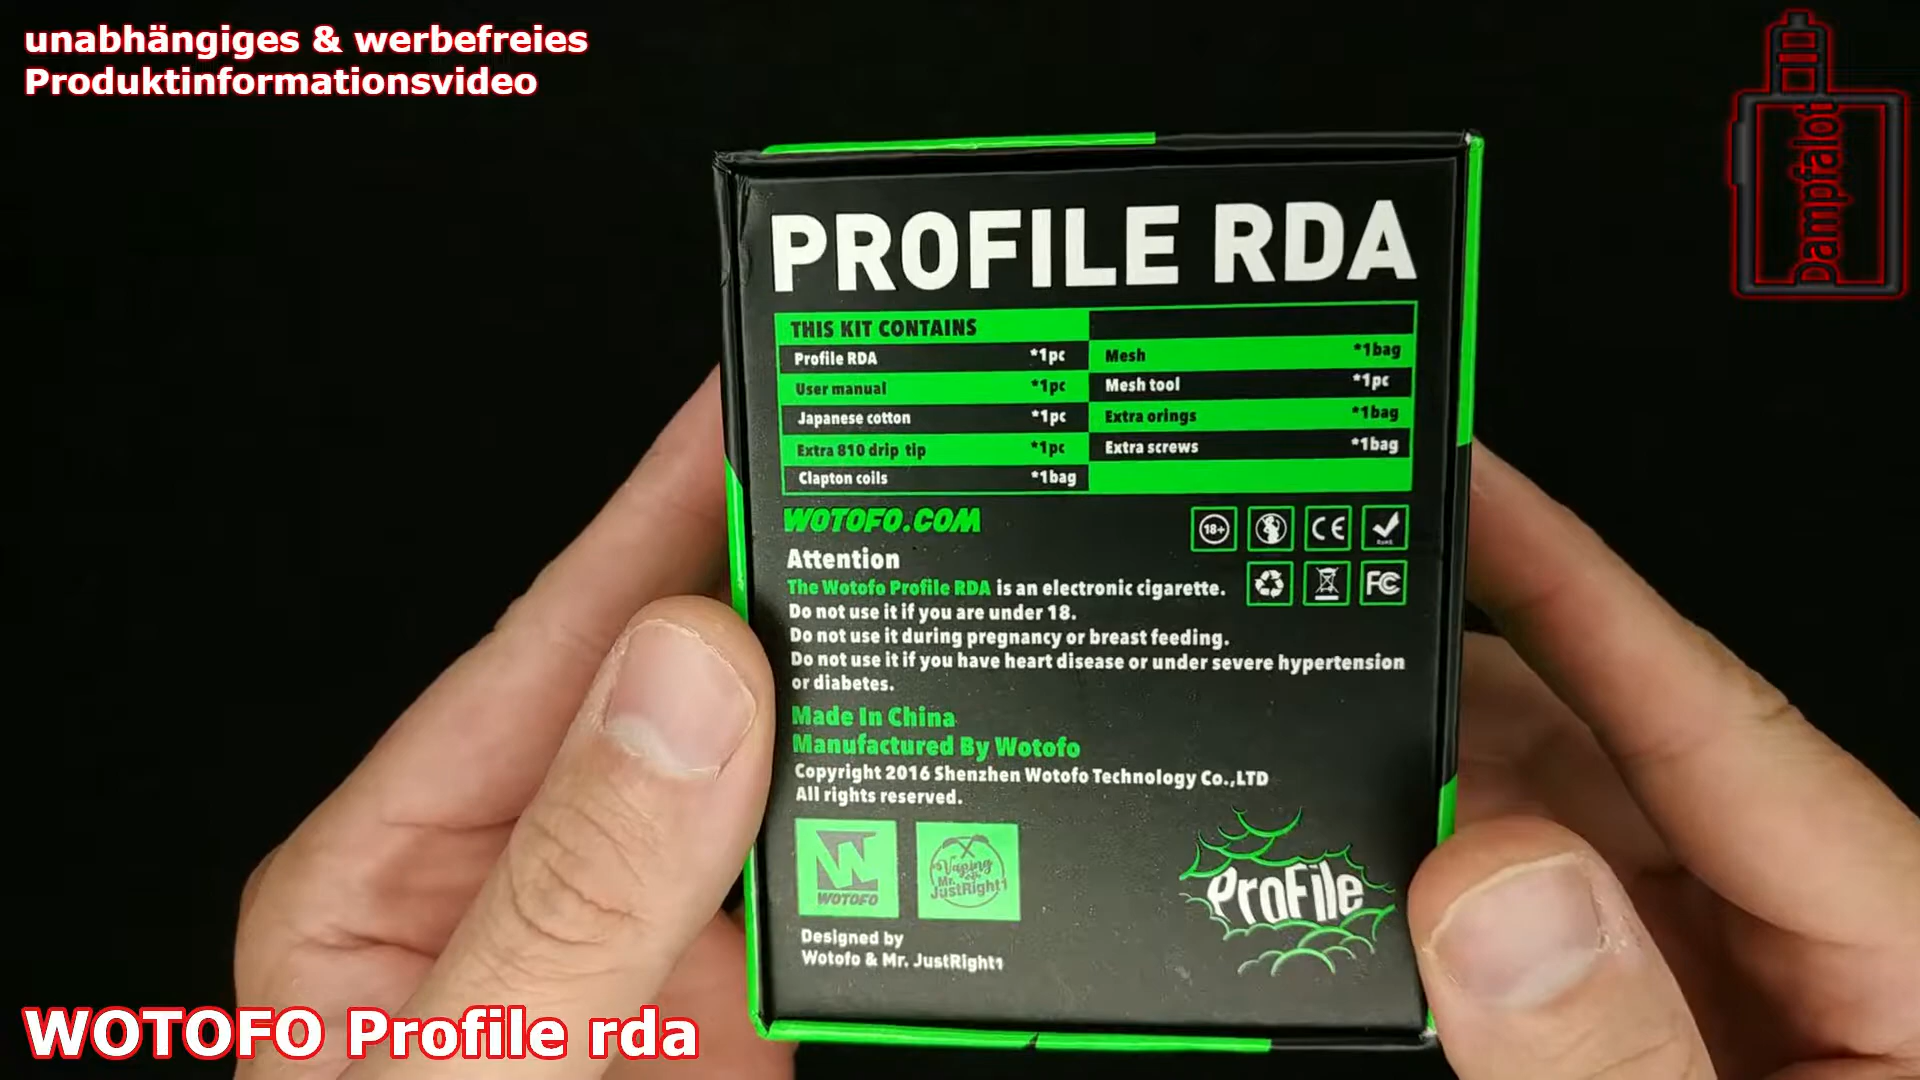 unabhängiges & werbefreies
Produktinformationsvideo
Dampfalot
PROFILE RDA
THIS KIT CONTAINS
Profile RDA *1pc
Mesh *1bag
User manual *1pc
Mesh tool *1pc
Japanese cotton *1pc
Extra orings *1bag
Extra 810 drip tip *1pc
Extra screws *1bag
Clapton coils *1bag
WOTOFO.COM
18+
CE
RoHS
FC
Attention
The Wotofo Profile RDA is an electronic cigarette.
Do not use it if you are under 18.
Do not use it during pregnancy or breast feeding.
Do not use it if you have heart disease or under severe hypertension
or diabetes.
Made In China
Manufactured By Wotofo
Copyright 2016 Shenzhen Wotofo Technology Co.,LTD
All rights reserved.
W
WOTOFO
Vaping
with
Mr.
JustRight1
ProFile
Designed by
Wotofo & Mr. JustRight1
WOTOFO Profile rda